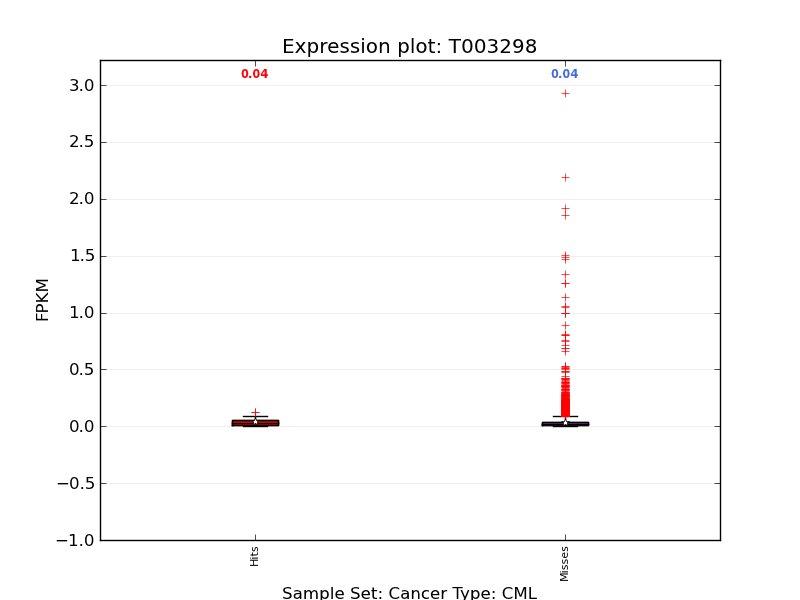 Expression plot: T003298
0.04 0.04
3.0
2.5
2.0
1.5
1.0
0.5
0.0
−0.5
−1.0
FPKM
Hits Misses
Sample Set: Cancer Type: CML